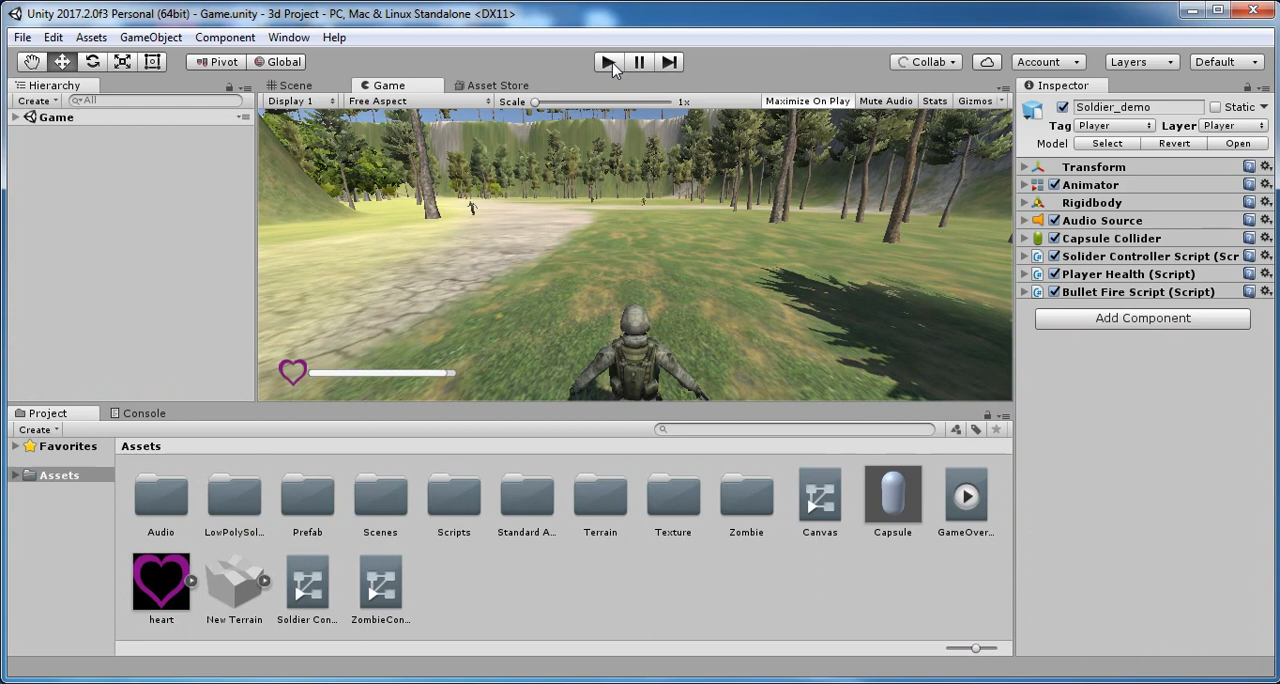 Unity 2017.2.0f3 Personal (64bit) - Game.unity - 3d Project - PC, Mac & Linux Standalone <DX11>
File Edit Assets GameObject Component Window Help
Pivot Global Collab Account Layers Default
Hierarchy Scene Game Asset Store Inspector
Create All Display 1 Free Aspect Scale 1x Maximize On Play Mute Audio Stats Gizmos
Soldier_demo Static
Game
Tag Player Layer Player
Model Select Revert Open
Transform
Animator
Rigidbody
Audio Source
Capsule Collider
Solider Controller Script (Scr
Player Health (Script)
Bullet Fire Script (Script)
Add Component
Project Console
Create
Favorites Assets
Assets
Audio LowPolySol... Prefab Scenes Scripts Standard A... Terrain Texture Zombie Canvas Capsule GameOver...
heart New Terrain Soldier Con... ZombieCon...